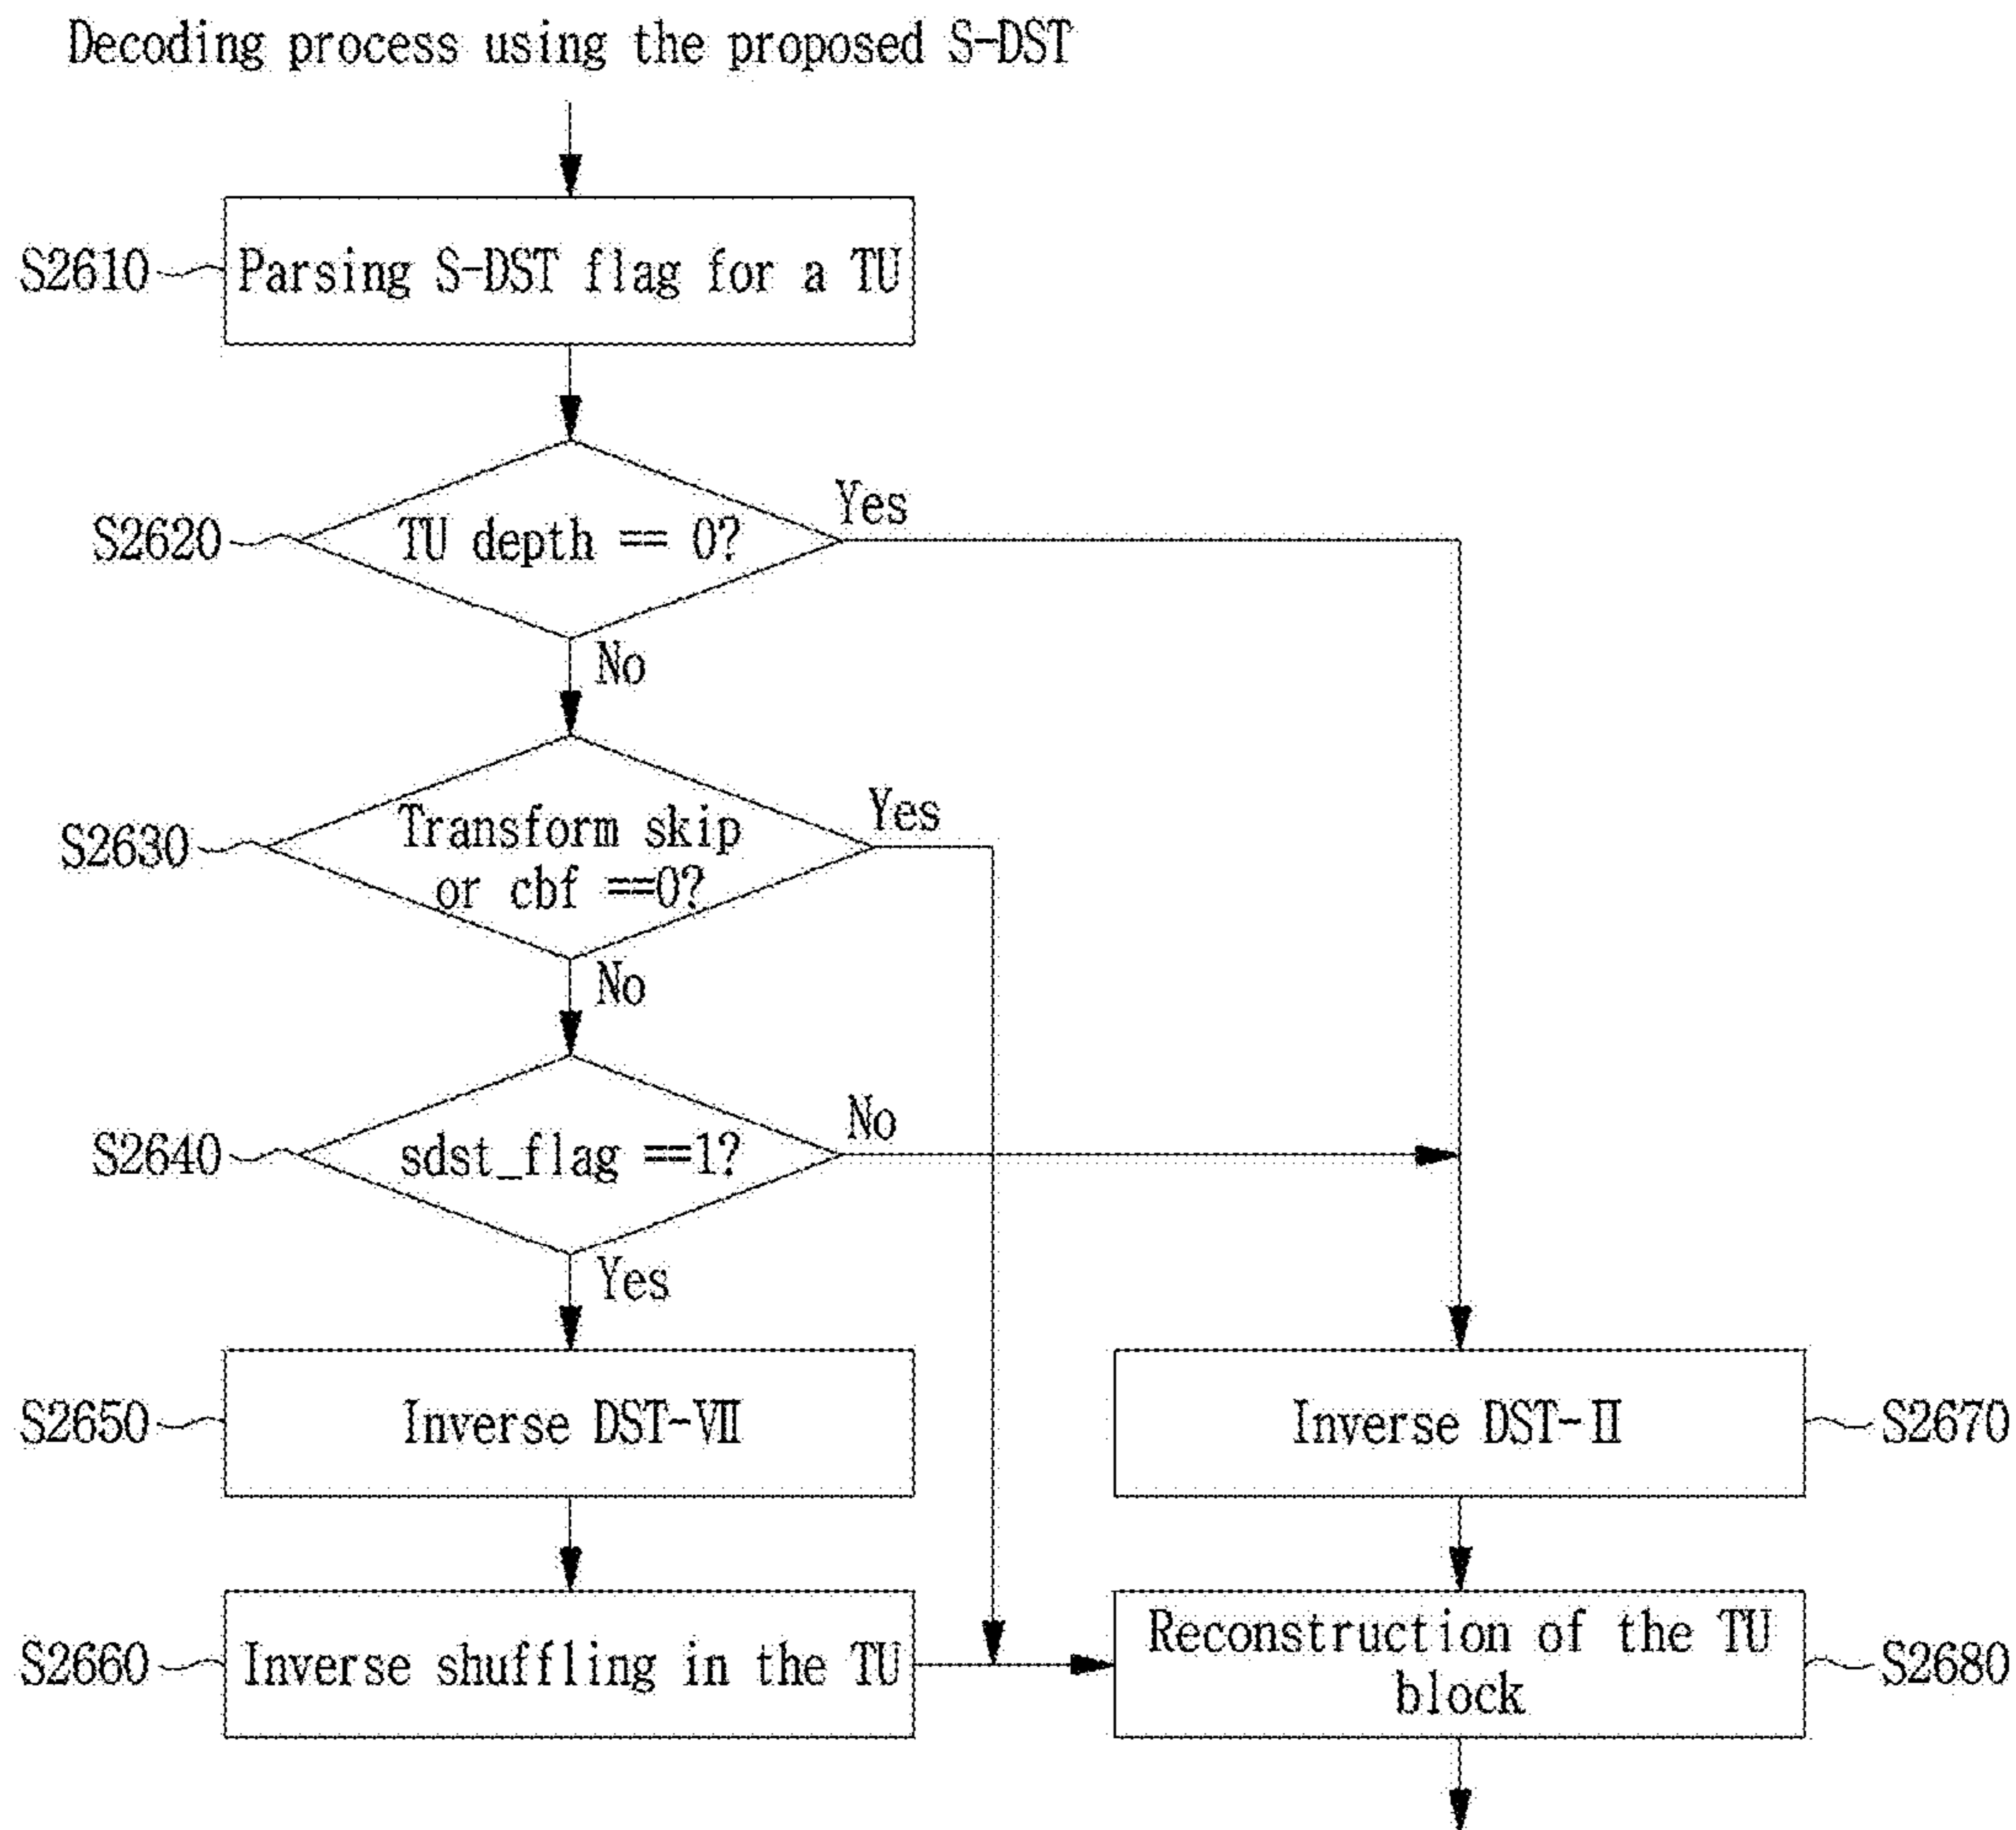 Decoding process using the proposed S-DST
S2610
Parsing S-DST flag for a TU
S2620
TU depth == 0?
Yes
No
S2630
Transform skip
or cbf ==0?
Yes
No
S2640
sdst_flag ==1?
No
Yes
S2650
Inverse DST-VII
Inverse DST-II
S2670
S2660
Inverse shuffling in the TU
Reconstruction of the TU
block
S2680